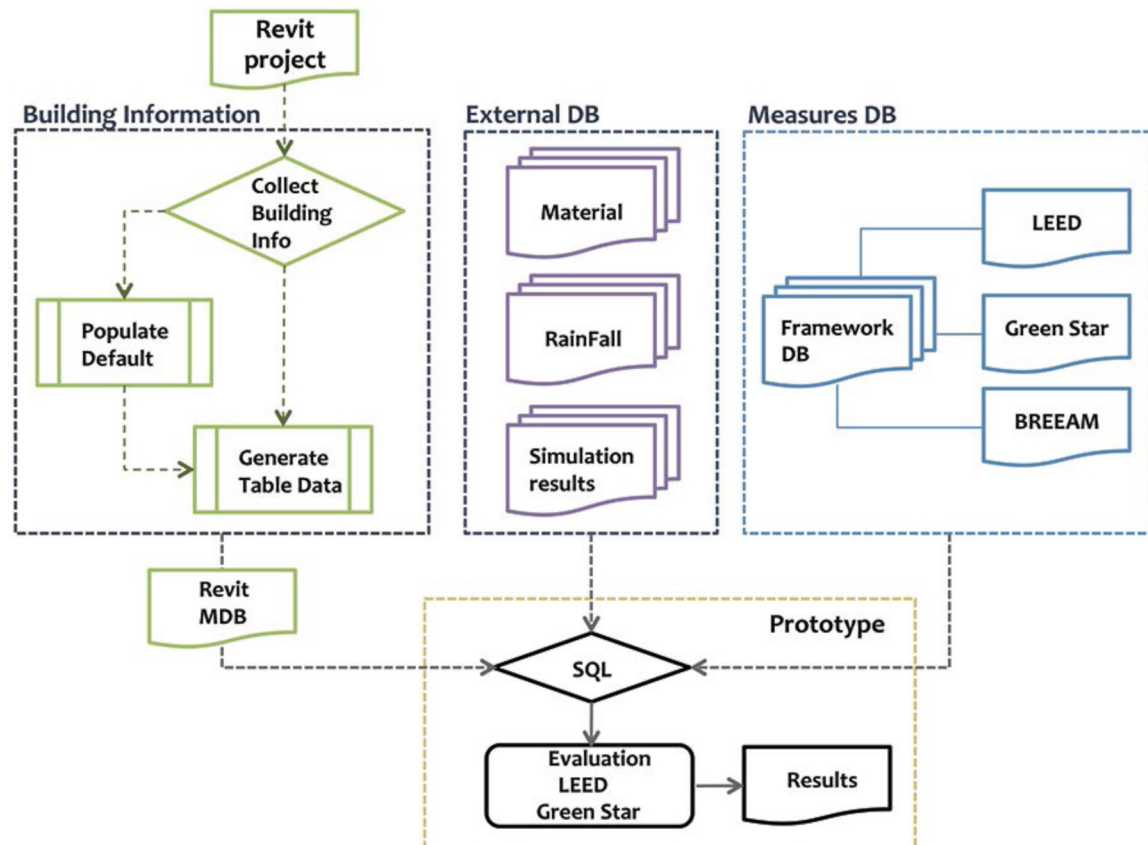 Revit
project
Building Information
External DB
Measures DB
Collect
Building
Info
Populate
Default
Generate
Table Data
Material
RainFall
Simulation
results
Framework
DB
LEED
Green Star
BREEAM
Revit
MDB
Prototype
SQL
Evaluation
LEED
Green Star
Results